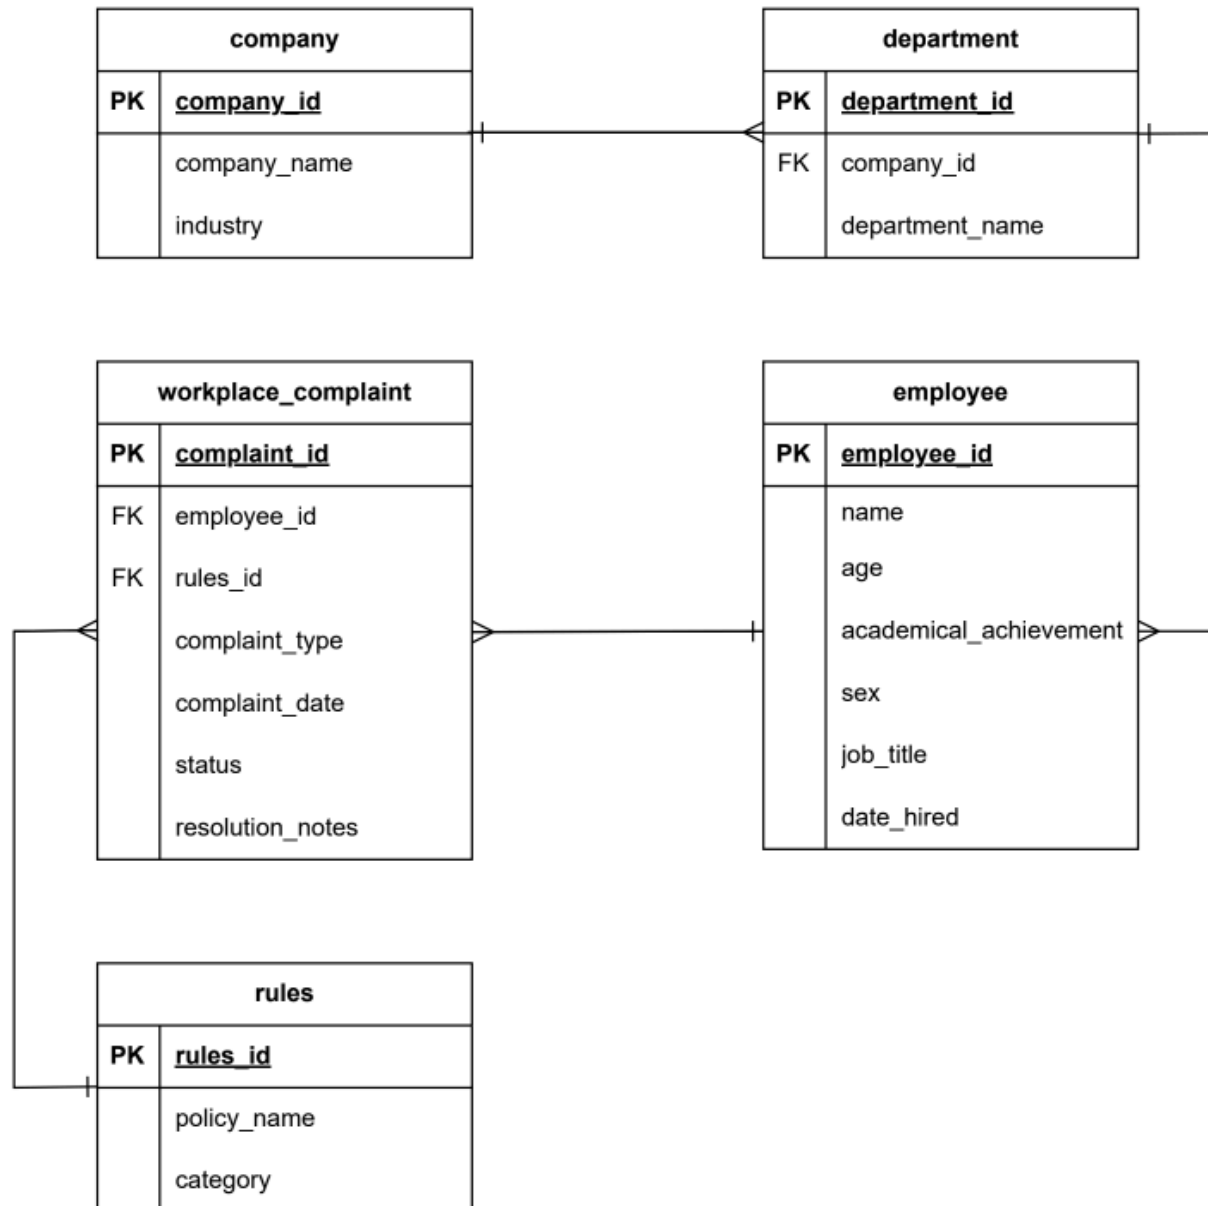 company
PK company_id
company_name
industry
department
PK department_id
FK company_id
department_name
workplace_complaint
PK complaint_id
FK employee_id
FK rules_id
complaint_type
complaint_date
status
resolution_notes
employee
PK employee_id
name
age
academical_achievement
sex
job_title
date_hired
rules
PK rules_id
policy_name
category